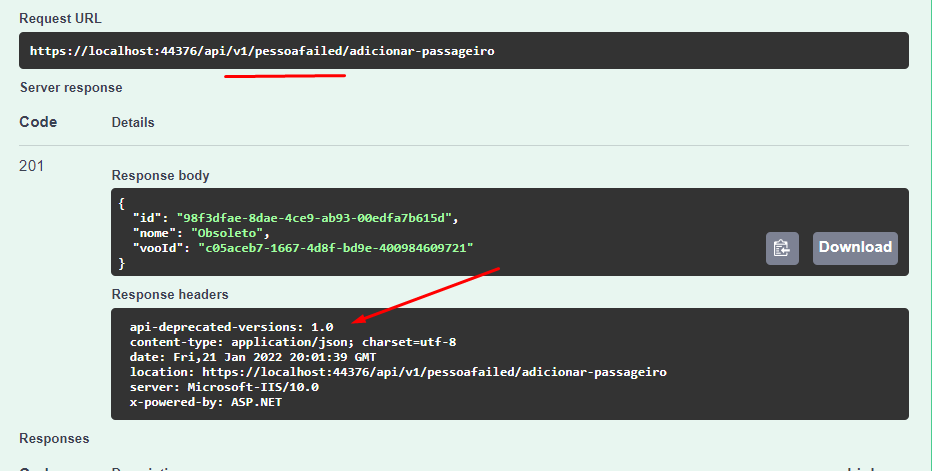 Request URL
https://localhost:44376/api/v1/pessoafailed/adicionar-passageiro
Server response
Code Details
201
Response body
{
"id": "98f3dfae-8dae-4ce9-ab93-00edfa7b615d",
"nome": "Obsoleto",
"vooId": "c05aceb7-1667-4d8f-bd9e-400984609721"
}
Download
Response headers
api-deprecated-versions: 1.0
content-type: application/json; charset=utf-8
date: Fri,21 Jan 2022 20:01:39 GMT
location: https://localhost:44376/api/v1/pessoafailed/adicionar-passageiro
server: Microsoft-IIS/10.0
x-powered-by: ASP.NET
Responses